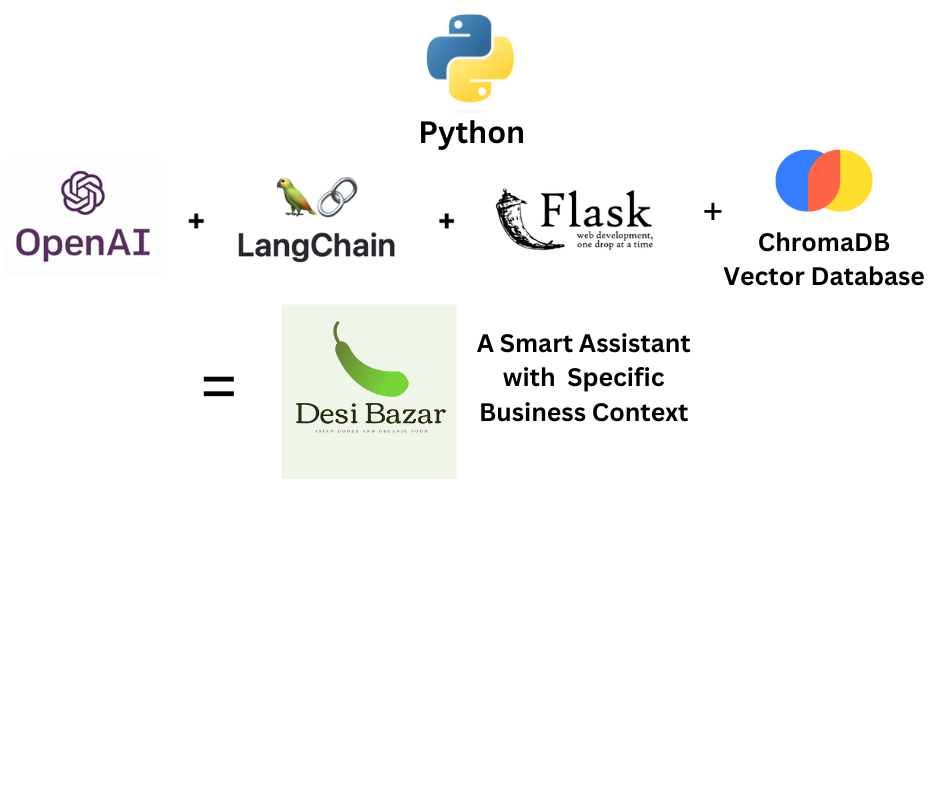 Python
OpenAI
+
LangChain
+
Flask
web development,
one drop at a time
+
ChromaDB
Vector Database
=
Desi Bazar
ASIAN GOODS AND ORGANIC FOOD
A Smart Assistant
with Specific
Business Context